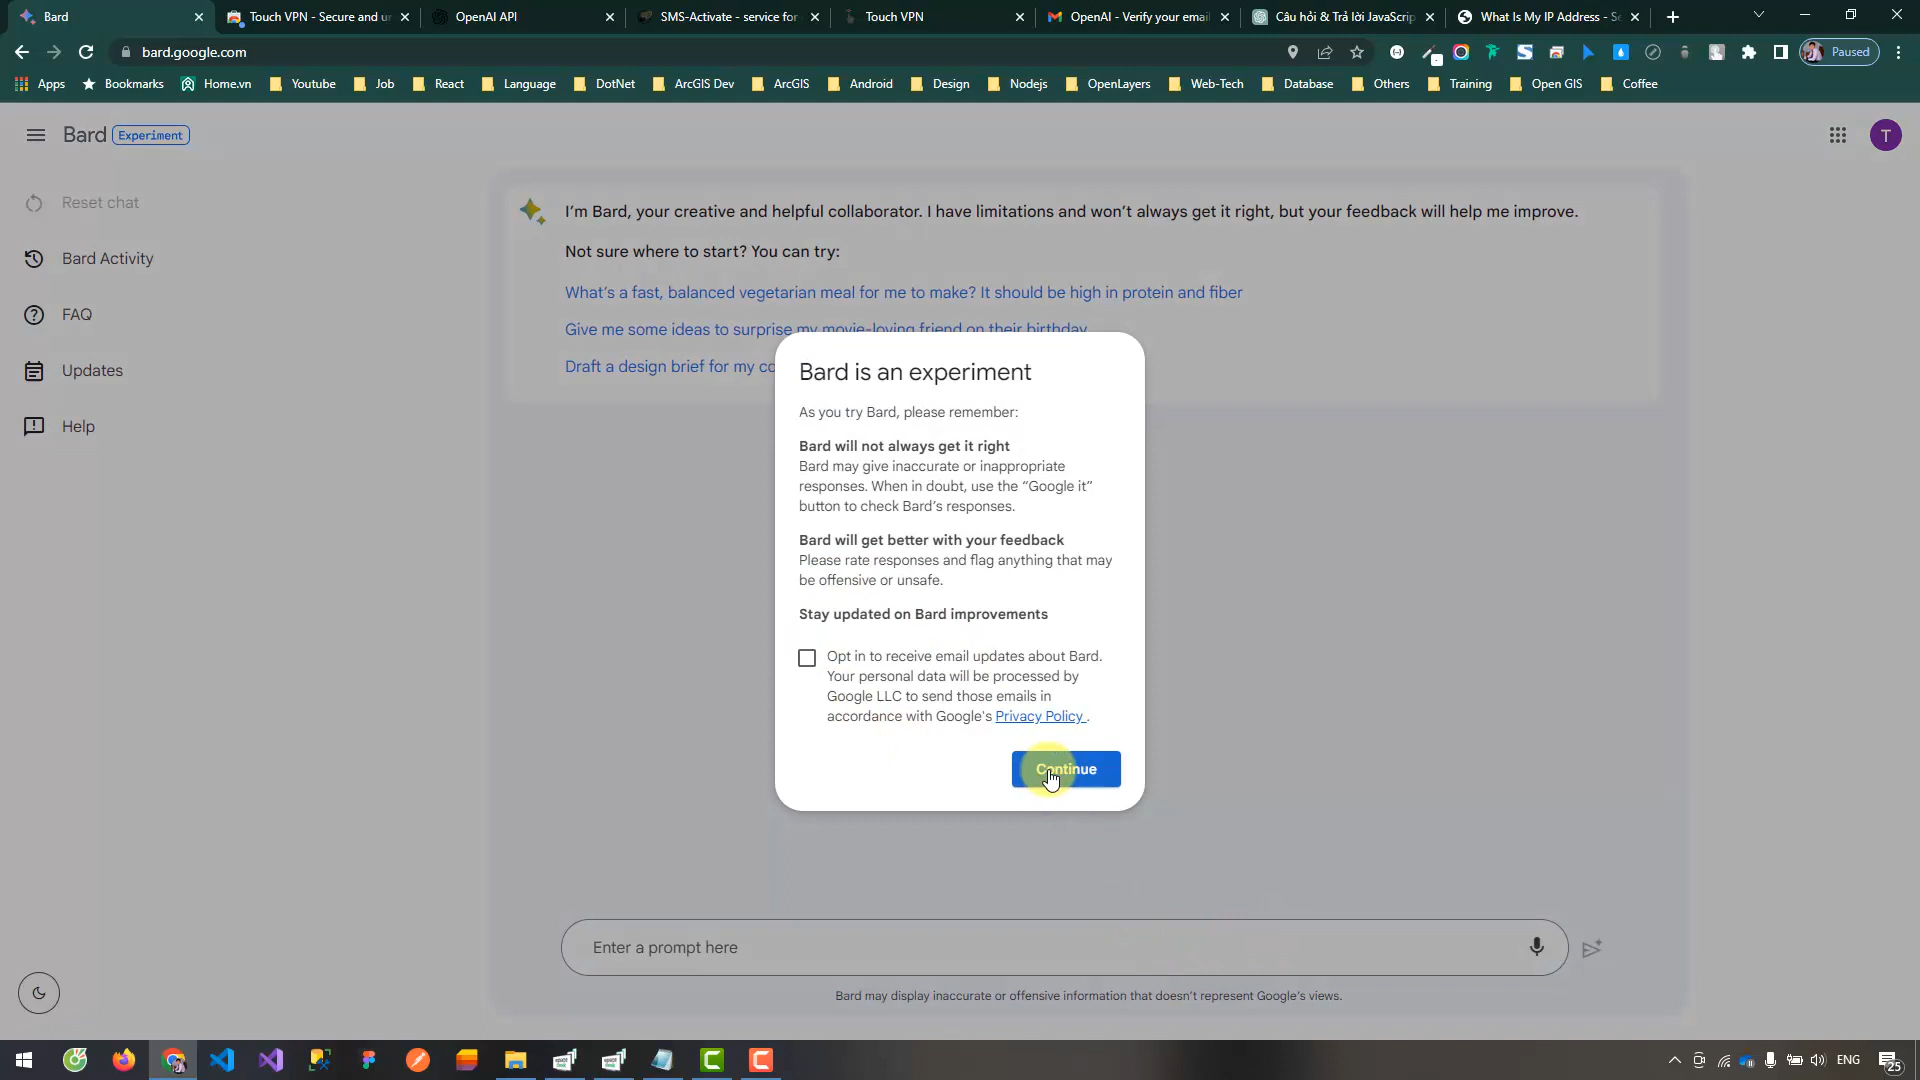 Bard
Touch VPN - Secure and un
OpenAI API
SMS-Activate - service for
Touch VPN
OpenAI - Verify your email
Câu hỏi & Trả lời JavaScrip
What Is My IP Address - Se
bard.google.com
Paused
Apps
Bookmarks
Home.vn
Youtube
Job
React
Language
DotNet
ArcGIS Dev
ArcGIS
Android
Design
Nodejs
OpenLayers
Web-Tech
Database
Others
Training
Open GIS
Coffee
Bard Experiment
T
Reset chat
Bard Activity
FAQ
Updates
Help
I'm Bard, your creative and helpful collaborator. I have limitations and won't always get it right, but your feedback will help me improve.
Not sure where to start? You can try:
What's a fast, balanced vegetarian meal for me to make? It should be high in protein and fiber
Give me some ideas to surprise my movie-loving friend on their birthday
Draft a design brief for my co
Bard is an experiment
As you try Bard, please remember:
Bard will not always get it right
Bard may give inaccurate or inappropriate
responses. When in doubt, use the “Google it”
button to check Bard's responses.
Bard will get better with your feedback
Please rate responses and flag anything that may
be offensive or unsafe.
Stay updated on Bard improvements
Opt in to receive email updates about Bard.
Your personal data will be processed by
Google LLC to send those emails in
accordance with Google's Privacy Policy .
Continue
Enter a prompt here
Bard may display inaccurate or offensive information that doesn't represent Google's views.
ENG
25